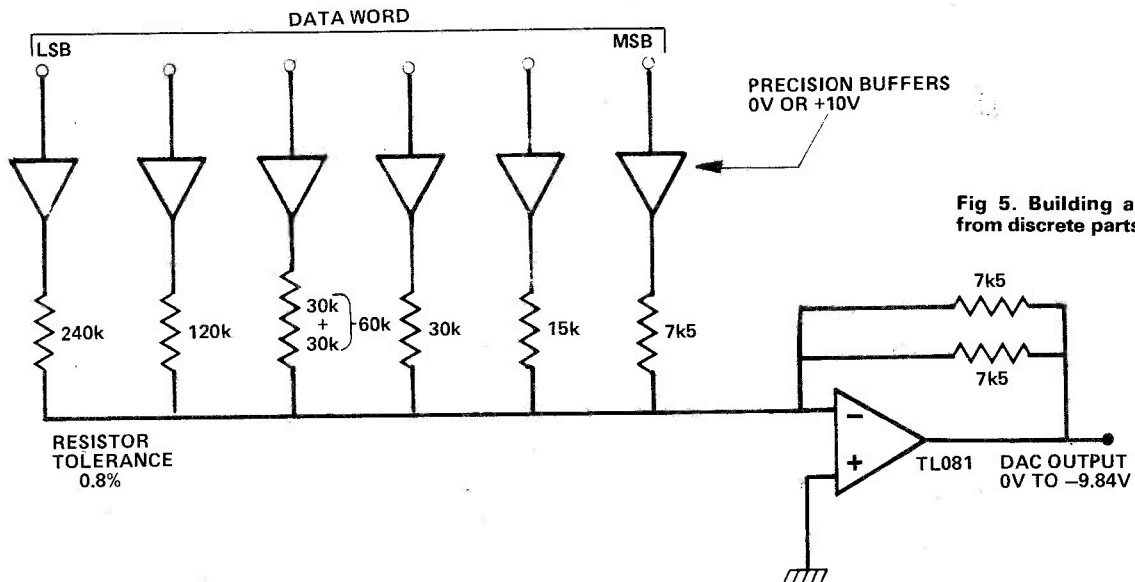 DATA WORD
LSB
MSB
PRECISION BUFFERS
0V OR +10V
Fig 5. Building a
from discrete parts
240k
120k
30k
+
30k
60k
30k
15k
7k5
7k5
7k5
−
+
RESISTOR
TOLERANCE
0.8%
TL081
DAC OUTPUT
0V TO −9.84V